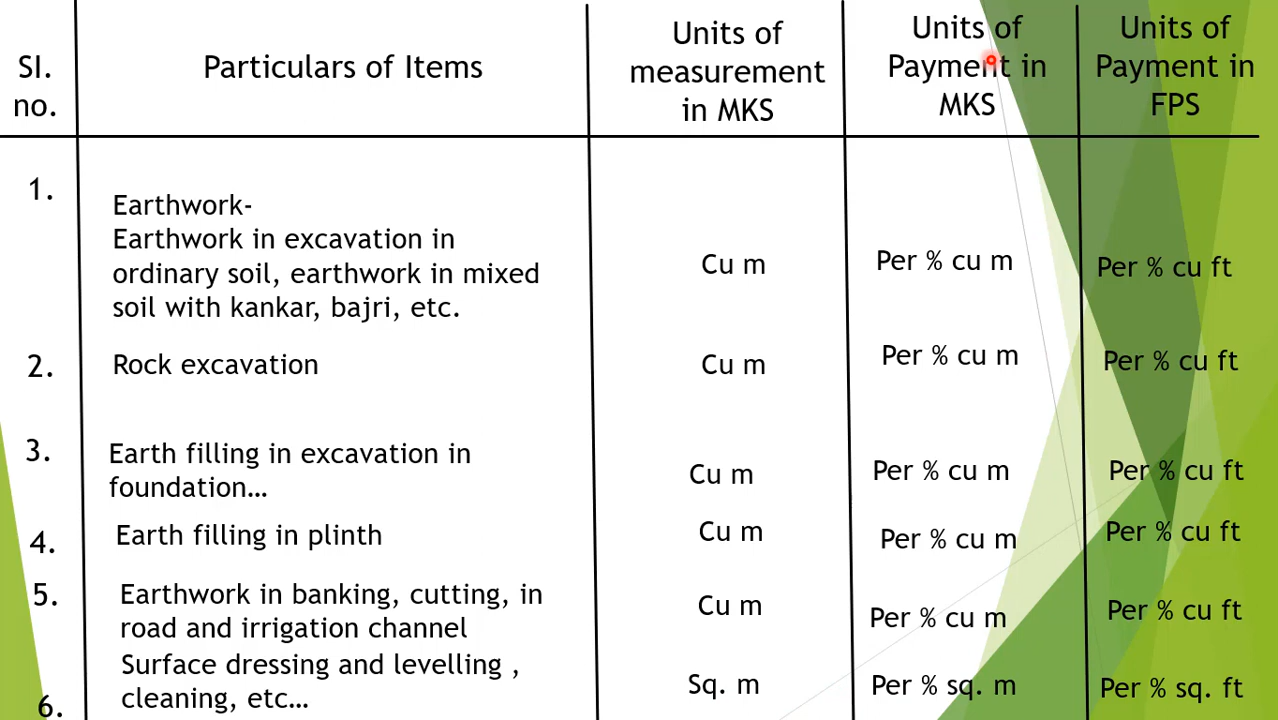 Sl. no.
Particulars of Items
Units of measurement in MKS
Units of Payment in MKS
Units of Payment in FPS
1.
Earthwork-
Earthwork in excavation in
ordinary soil, earthwork in mixed
soil with kankar, bajri, etc.
Cu m
Per % cu m
Per % cu ft
2.
Rock excavation
Cu m
Per % cu m
Per % cu ft
3.
Earth filling in excavation in
foundation…
Cu m
Per % cu m
Per % cu ft
4.
Earth filling in plinth
Cu m
Per % cu m
Per % cu ft
5.
Earthwork in banking, cutting, in
road and irrigation channel
Cu m
Per % cu m
Per % cu ft
6.
Surface dressing and levelling ,
cleaning, etc…
Sq. m
Per % sq. m
Per % sq. ft